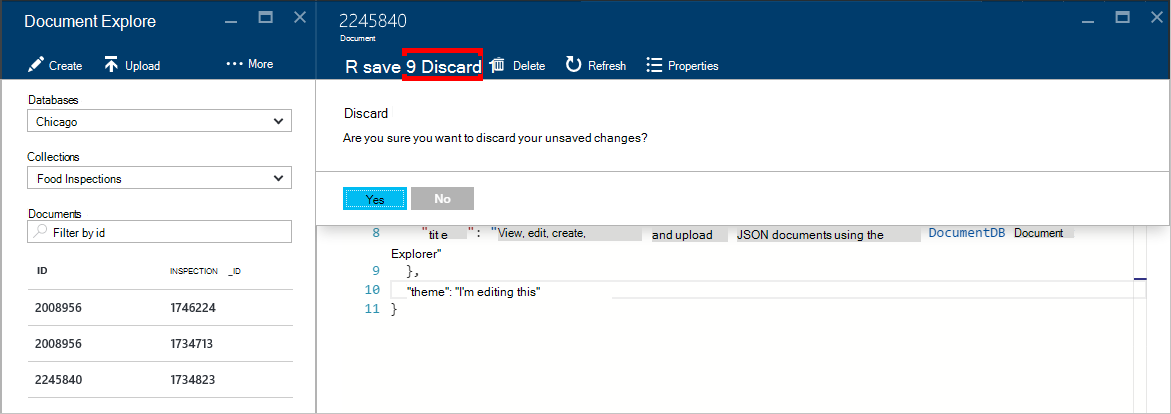 Document Explore
Create Upload ... More
Databases
Chicago
Collections
Food Inspections
Documents
Filter by id
ID INSPECTION _ID
2008956 1746224
2008956 1734713
2245840 1734823
2245840
Document
R save 9 Discard Delete Refresh Properties
Discard
Are you sure you want to discard your unsaved changes?
Yes No
8 "tit e ": "View, edit, create, and upload JSON documents using the DocumentDB Document
Explorer"
9 },
10 "theme": "I'm editing this"
11 }